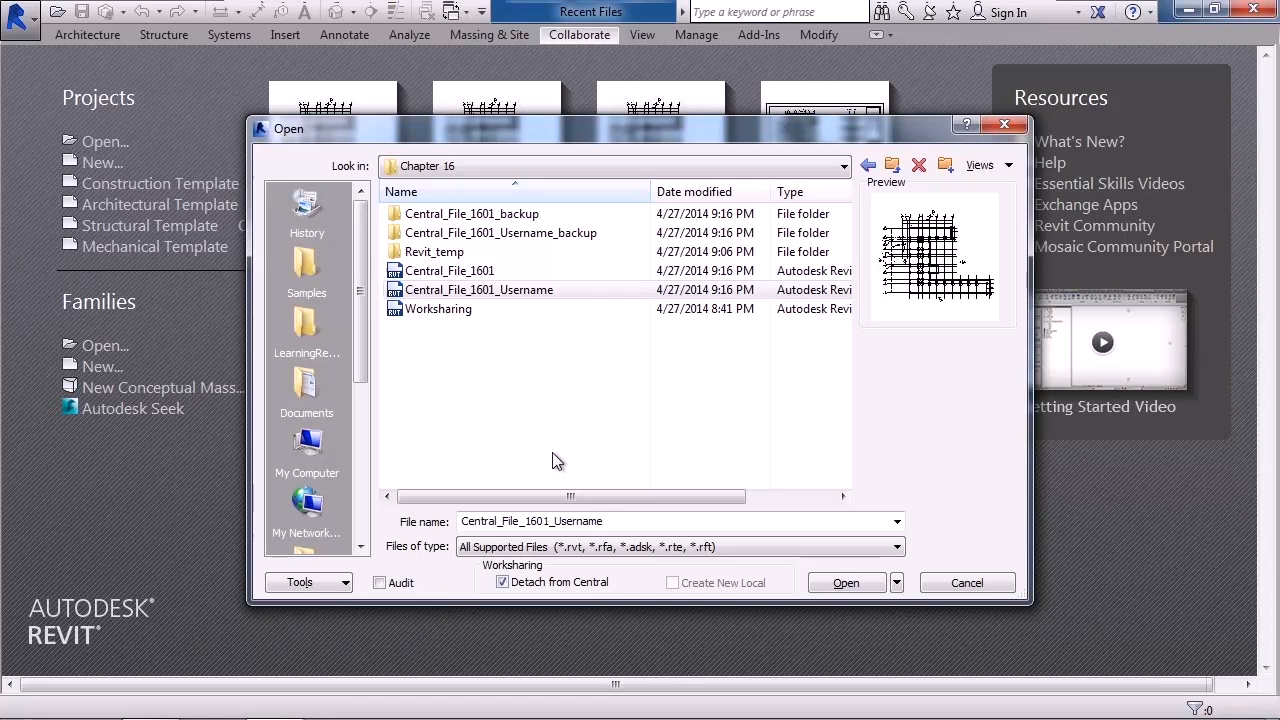 Recent Files
Type a keyword or phrase
Sign In
Architecture Structure Systems Insert Annotate Analyze Massing & Site Collaborate View Manage Add-Ins Modify
Projects
Open...
New...
Construction Template
Architectural Template
Structural Template
Mechanical Template
Families
Open...
New...
New Conceptual Mass...
Autodesk Seek
AUTODESK®
REVIT®
Open
Look in: Chapter 16
Views
History
Samples
LearningRe...
Documents
My Computer
My Network...
Name Date modified Type
Central_File_1601_backup 4/27/2014 9:16 PM File folder
Central_File_1601_Username_backup 4/27/2014 9:16 PM File folder
Revit_temp 4/27/2014 9:06 PM File folder
Central_File_1601 4/27/2014 9:16 PM Autodesk Revi
Central_File_1601_Username 4/27/2014 9:16 PM Autodesk Revi
Worksharing 4/27/2014 8:41 PM Autodesk Revi
Preview
File name: Central_File_1601_Username
Files of type: All Supported Files (*.rvt, *.rfa, *.adsk, *.rte, *.rft)
Worksharing
Tools Audit Detach from Central Create New Local Open Cancel
Resources
What's New?
Help
Essential Skills Videos
Exchange Apps
Revit Community
Mosaic Community Portal
etting Started Video
:0